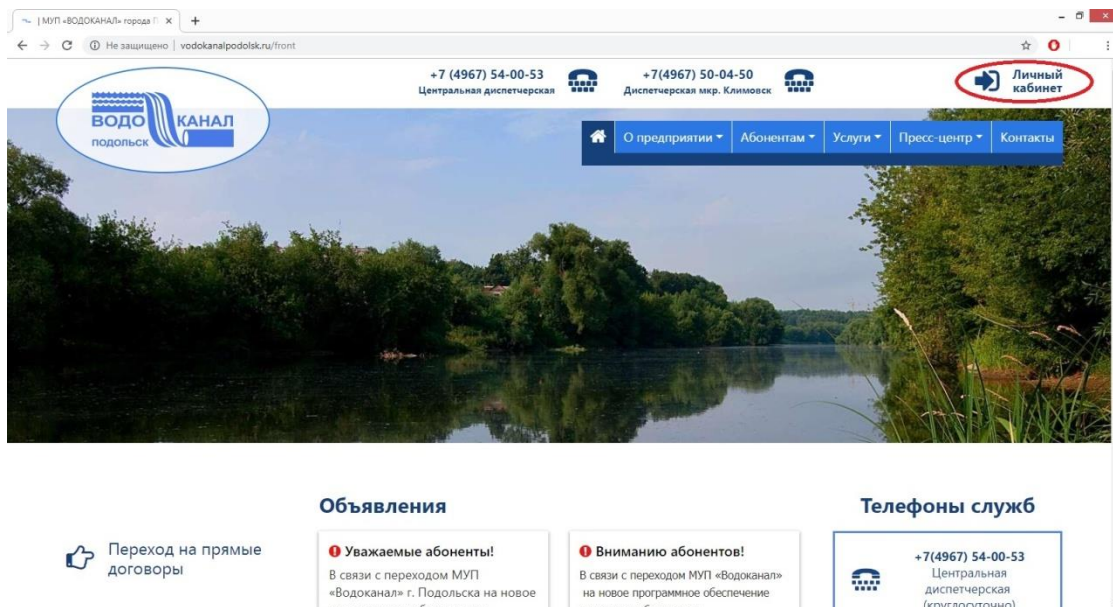 | МУП «ВОДОКАНАЛ» города П
Не защищено | vodokanalpodolsk.ru/front
+7 (4967) 54-00-53
Центральная диспетчерская
+7(4967) 50-04-50
Диспетчерская мкр. Климовск
Личный
кабинет
ВОДО КАНАЛ
ПОДОЛЬСК
О предприятии
Абонентам
Услуги
Пресс-центр
Контакты
Объявления
Телефоны служб
Переход на прямые
договоры
Уважаемые абоненты!
В связи с переходом МУП
«Водоканал» г. Подольска на новое
Вниманию абонентов!
В связи с переходом МУП «Водоканал»
на новое программное обеспечение
+7(4967) 54-00-53
Центральная
диспетчерская
(круглосуточно)